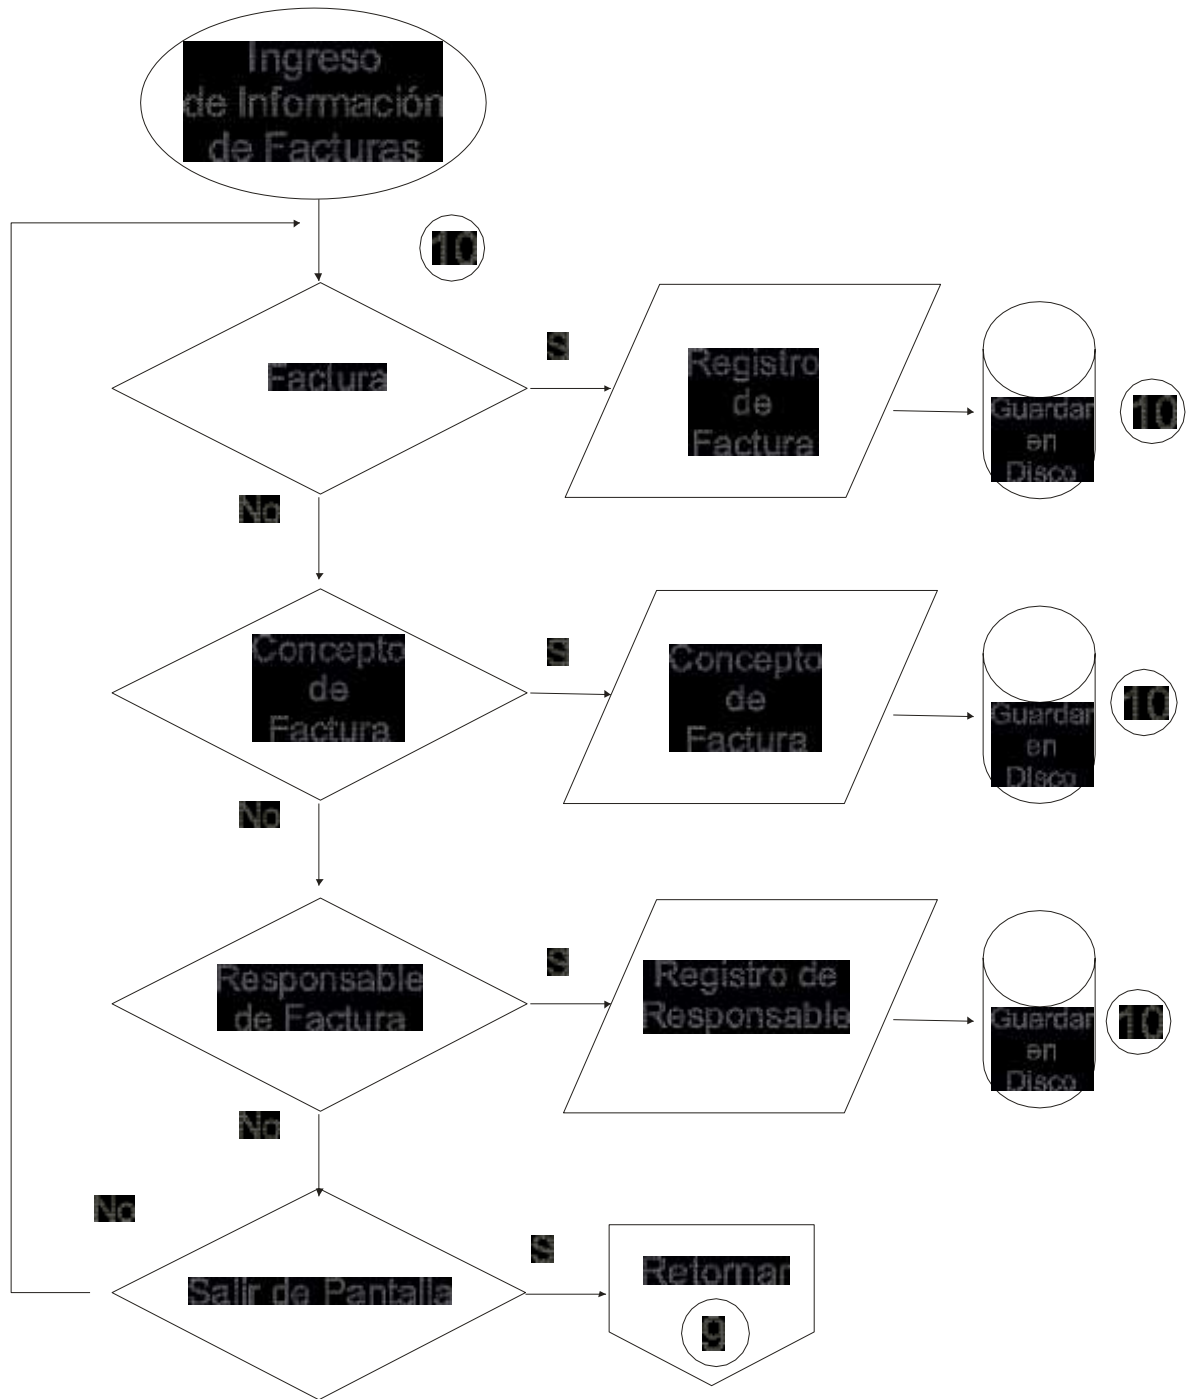 Ingreso
de Información
de Facturas
10
Factura
S
Registro
de
Factura
Guardar
en
Disco
10
No
Concepto
de
Factura
S
Concepto
de
Factura
Guardar
en
Disco
10
No
Responsable
de Factura
S
Registro de
Responsable
Guardar
en
Disco
10
No
No
Salir de Pantalla
S
Retornar
9